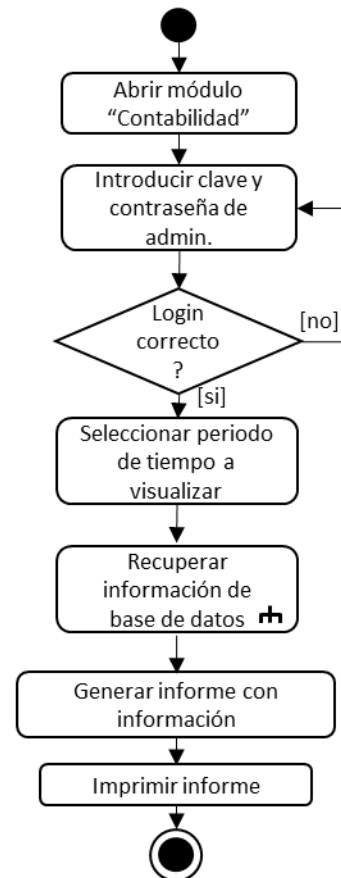 Abrir módulo
“Contabilidad”
Introducir clave y
contraseña de
admin.
Login
correcto
?
[no]
[si]
Seleccionar periodo
de tiempo a
visualizar
Recuperar
información de
base de datos
Generar informe con
información
Imprimir informe